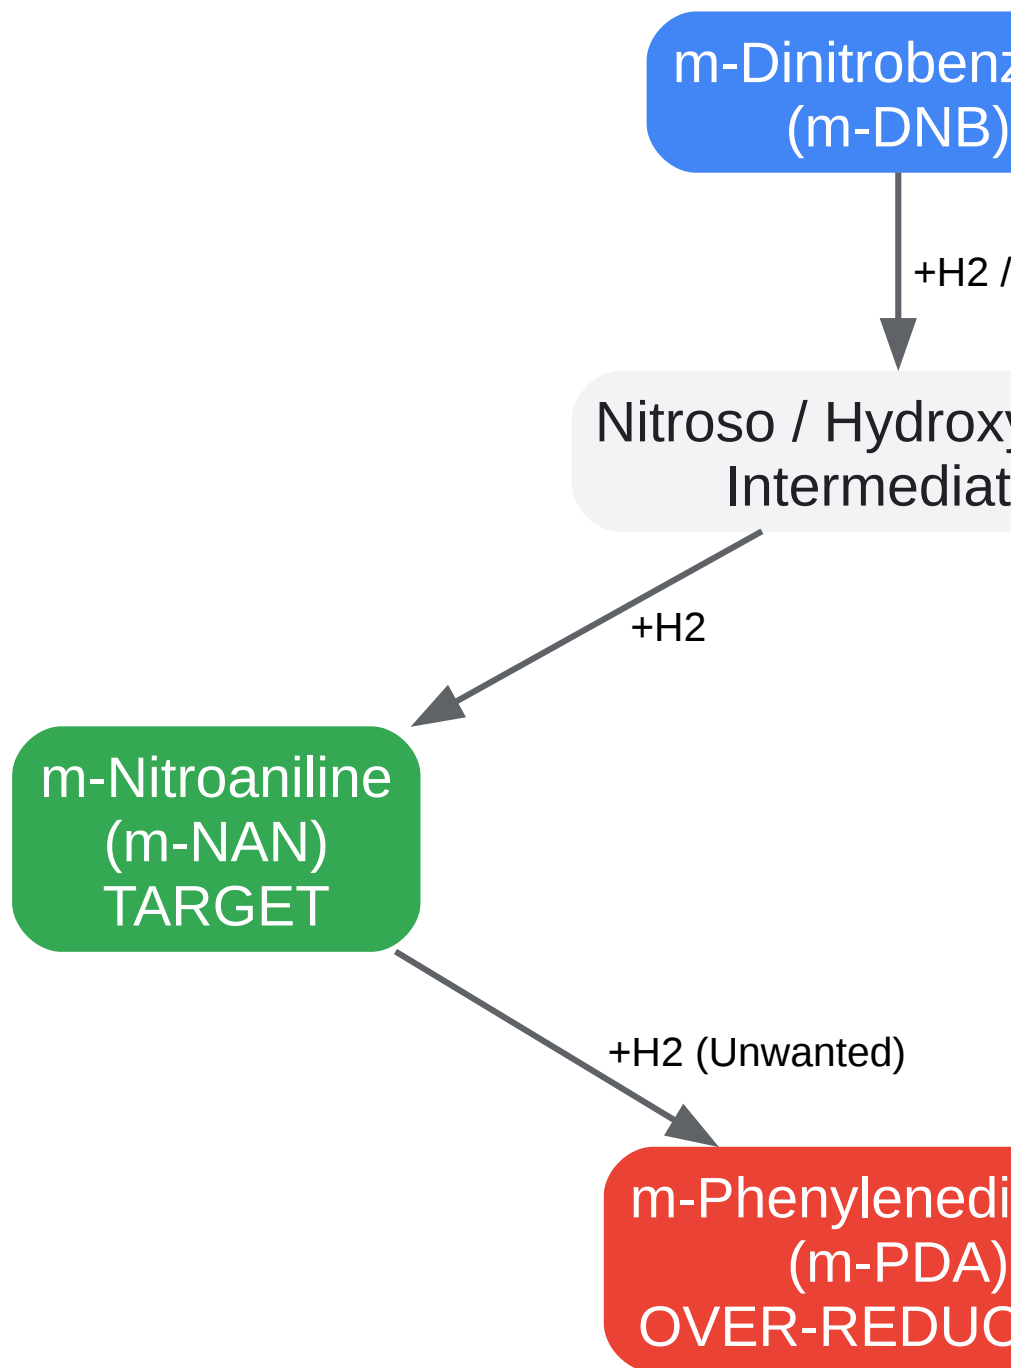 m-Dinitrobenz
(m-DNB)
+H2 /
Nitroso / Hydroxy
Intermediat
+H2
m-Nitroaniline
(m-NAN)
TARGET
+H2 (Unwanted)
m-Phenylenedi
(m-PDA)
OVER-REDUC